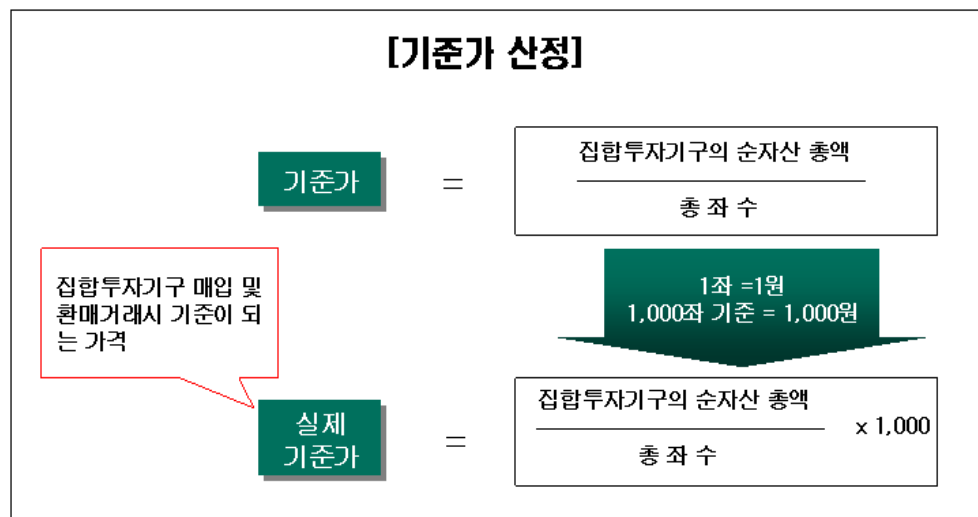 [기준가 산정]
기준가
=
집합투자기구의 순자산 총액
총 좌 수
집합투자기구 매입 및
환매거래시 기준이 되
는 가격
1좌 =1원
1,000좌 기준 = 1,000원
실제
기준가
=
집합투자기구의 순자산 총액
총 좌 수
x 1,000